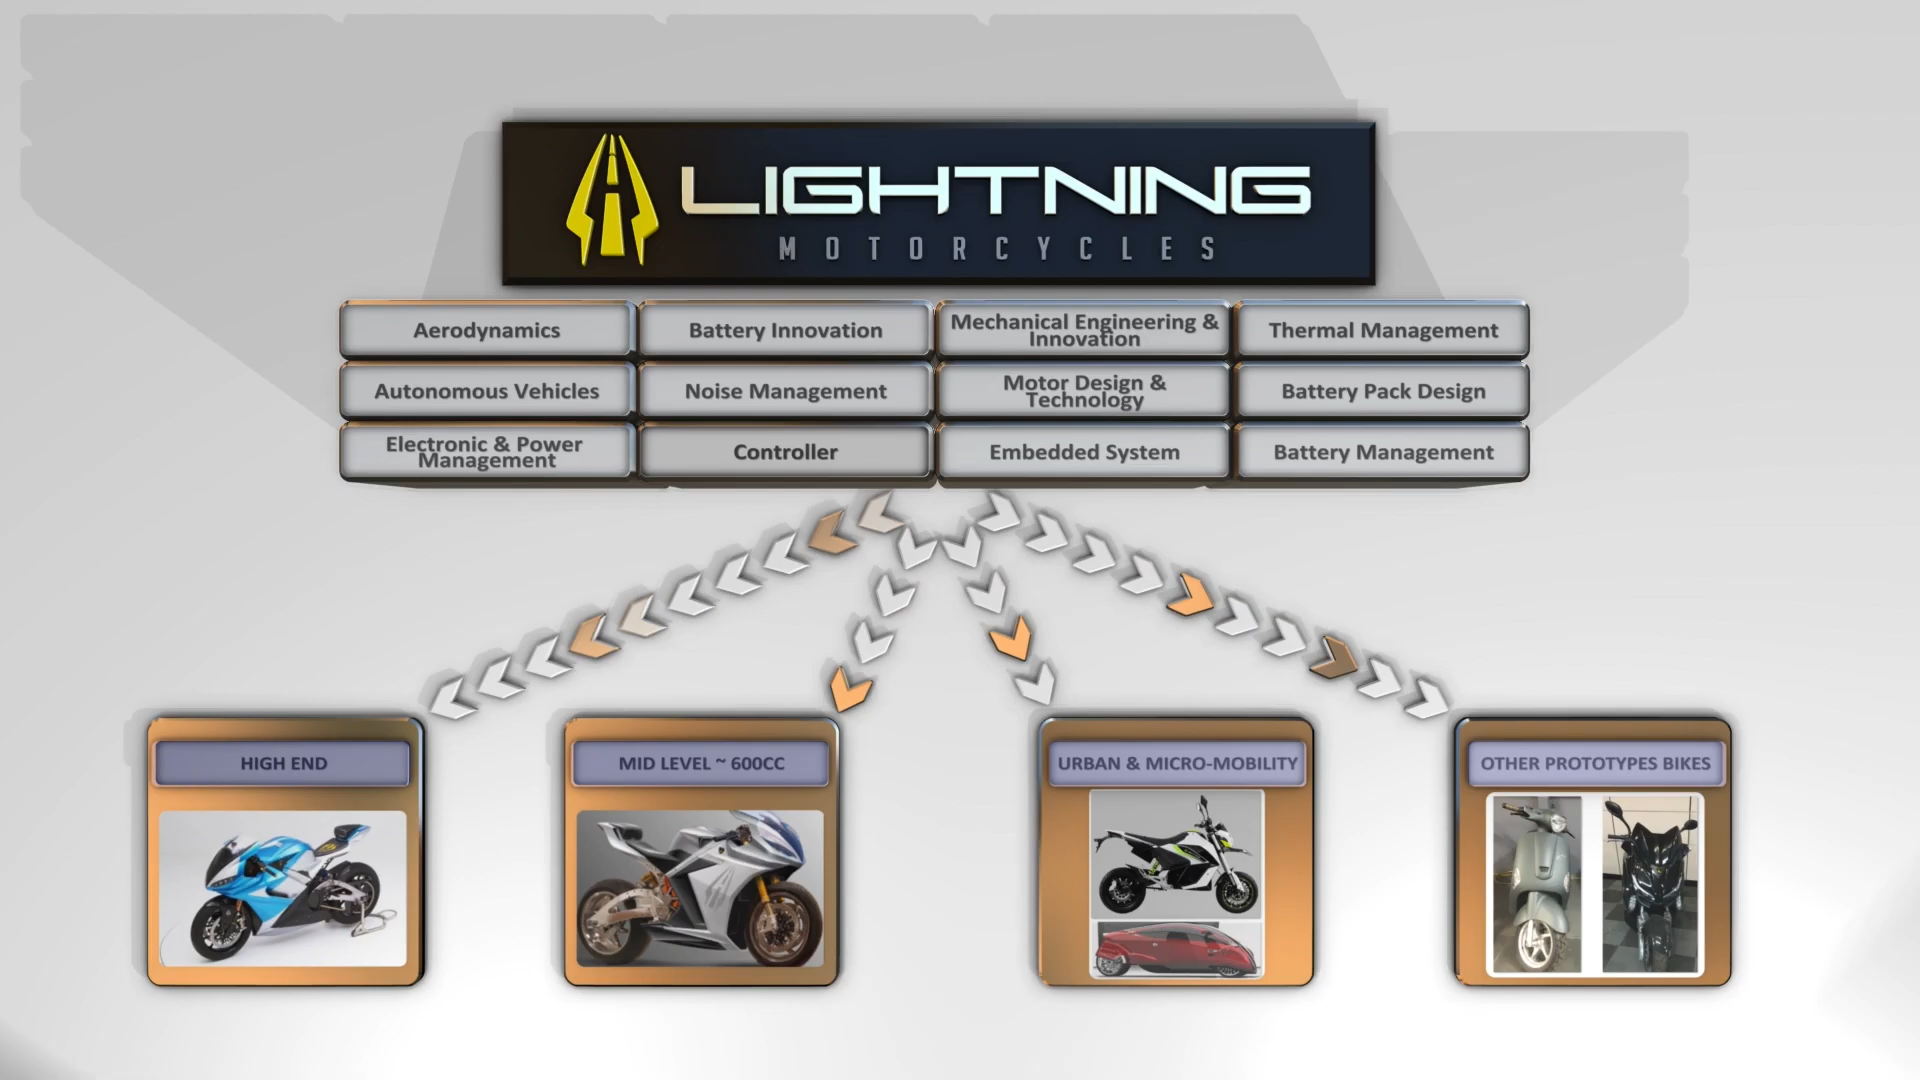 LIGHTNING
MOTORCYCLES
Aerodynamics
Battery Innovation
Mechanical Engineering &
Innovation
Thermal Management
Autonomous Vehicles
Noise Management
Motor Design &
Technology
Battery Pack Design
Electronic & Power
Management
Controller
Embedded System
Battery Management
HIGH END
MID LEVEL ~ 600CC
URBAN & MICRO-MOBILITY
OTHER PROTOTYPES BIKES